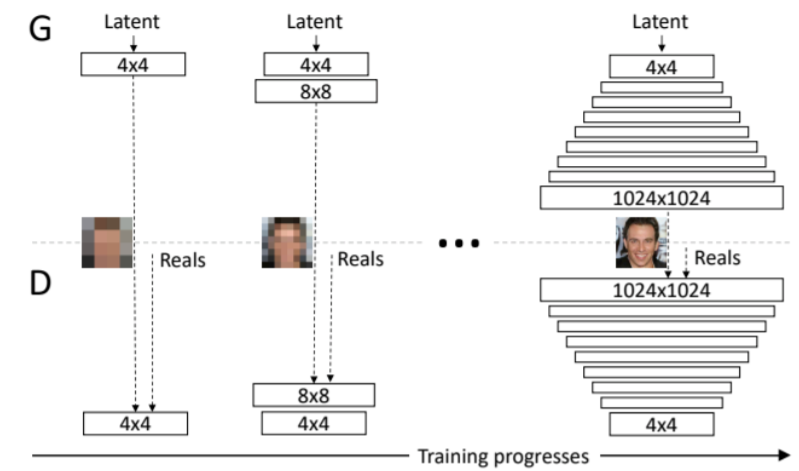 G
Latent
Latent
Latent
4x4
4x4
4x4
8x8
1024x1024
Reals
Reals
Reals
D
1024x1024
8x8
4x4
4x4
4x4
Training progresses